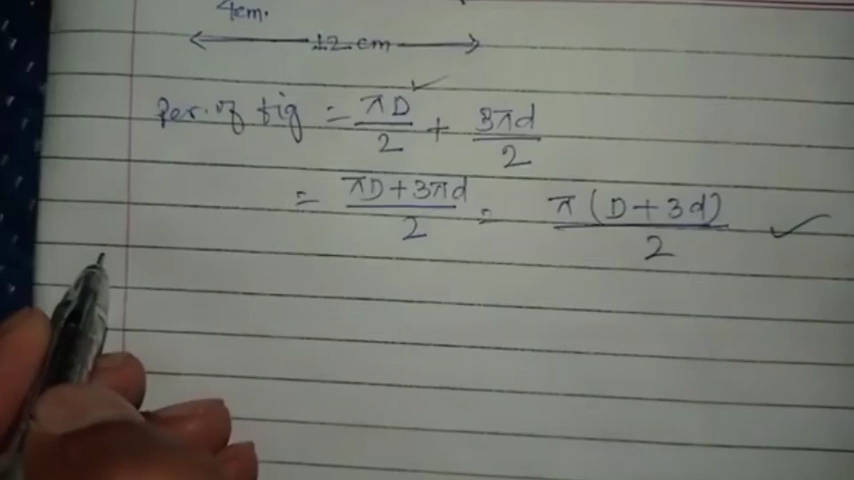 4cm.
12 cm
Per. of fig = πD/2 + 3πd/2
= πD+3πd/2 = π(D+3d)/2